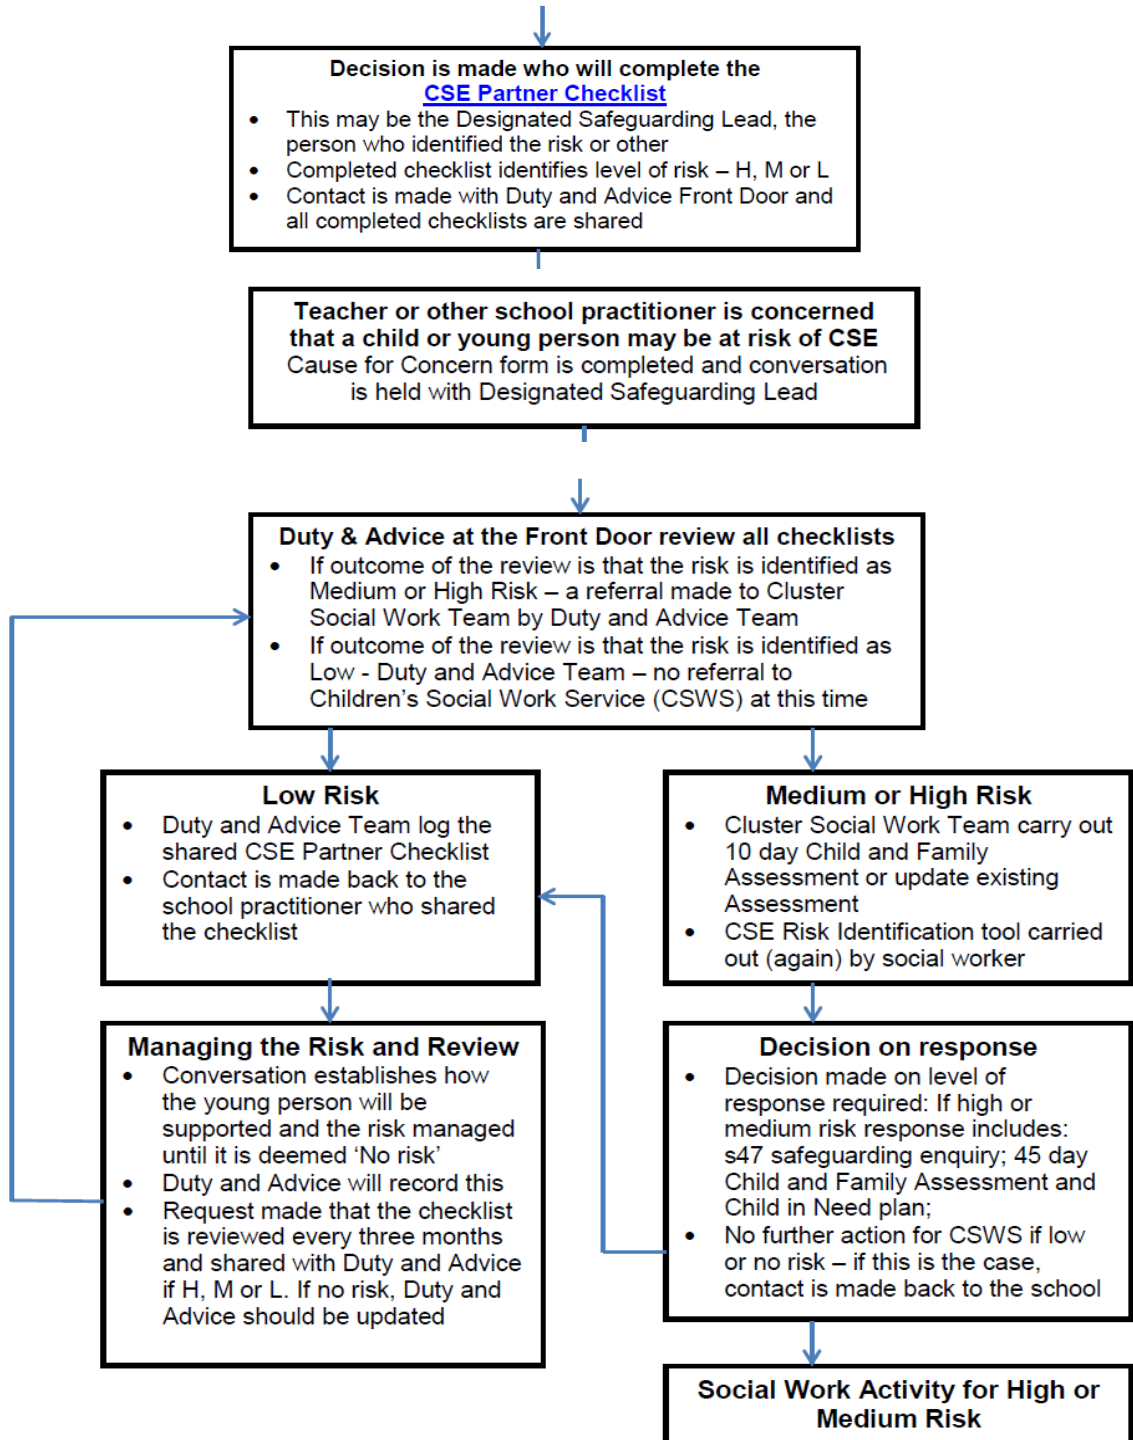 Decision is made who will complete the
CSE Partner Checklist
• This may be the Designated Safeguarding Lead, the
person who identified the risk or other
• Completed checklist identifies level of risk – H, M or L
• Contact is made with Duty and Advice Front Door and
all completed checklists are shared
Teacher or other school practitioner is concerned
that a child or young person may be at risk of CSE
Cause for Concern form is completed and conversation
is held with Designated Safeguarding Lead
Duty & Advice at the Front Door review all checklists
• If outcome of the review is that the risk is identified as
Medium or High Risk – a referral made to Cluster
Social Work Team by Duty and Advice Team
• If outcome of the review is that the risk is identified as
Low - Duty and Advice Team – no referral to
Children's Social Work Service (CSWS) at this time
Low Risk
• Duty and Advice Team log the
shared CSE Partner Checklist
• Contact is made back to the
school practitioner who shared
the checklist
Medium or High Risk
• Cluster Social Work Team carry out
10 day Child and Family
Assessment or update existing
Assessment
• CSE Risk Identification tool carried
out (again) by social worker
Managing the Risk and Review
• Conversation establishes how
the young person will be
supported and the risk managed
until it is deemed 'No risk'
• Duty and Advice will record this
• Request made that the checklist
is reviewed every three months
and shared with Duty and Advice
if H, M or L. If no risk, Duty and
Advice should be updated
Decision on response
• Decision made on level of
response required: If high or
medium risk response includes:
s47 safeguarding enquiry; 45 day
Child and Family Assessment and
Child in Need plan;
• No further action for CSWS if low
or no risk – if this is the case,
contact is made back to the school
Social Work Activity for High or
Medium Risk